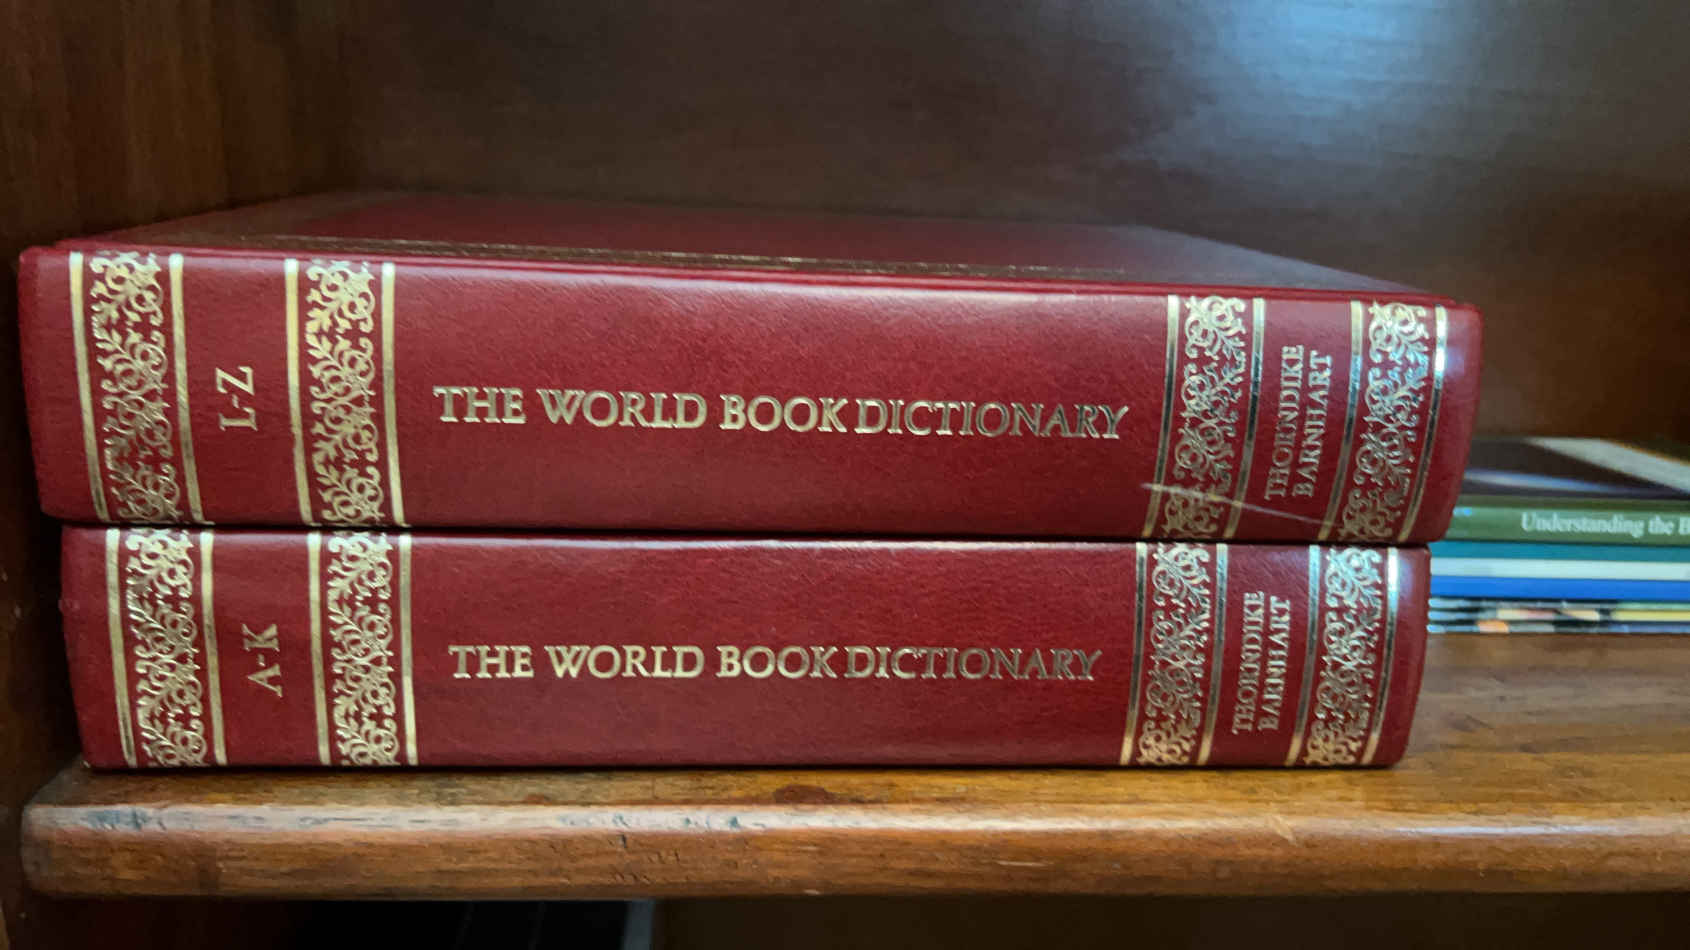 L-Z
THE WORLD BOOK DICTIONARY
THORNDIKE
BARNHART
A-K
THE WORLD BOOK DICTIONARY
THORNDIKE
BARNHART
Understanding the